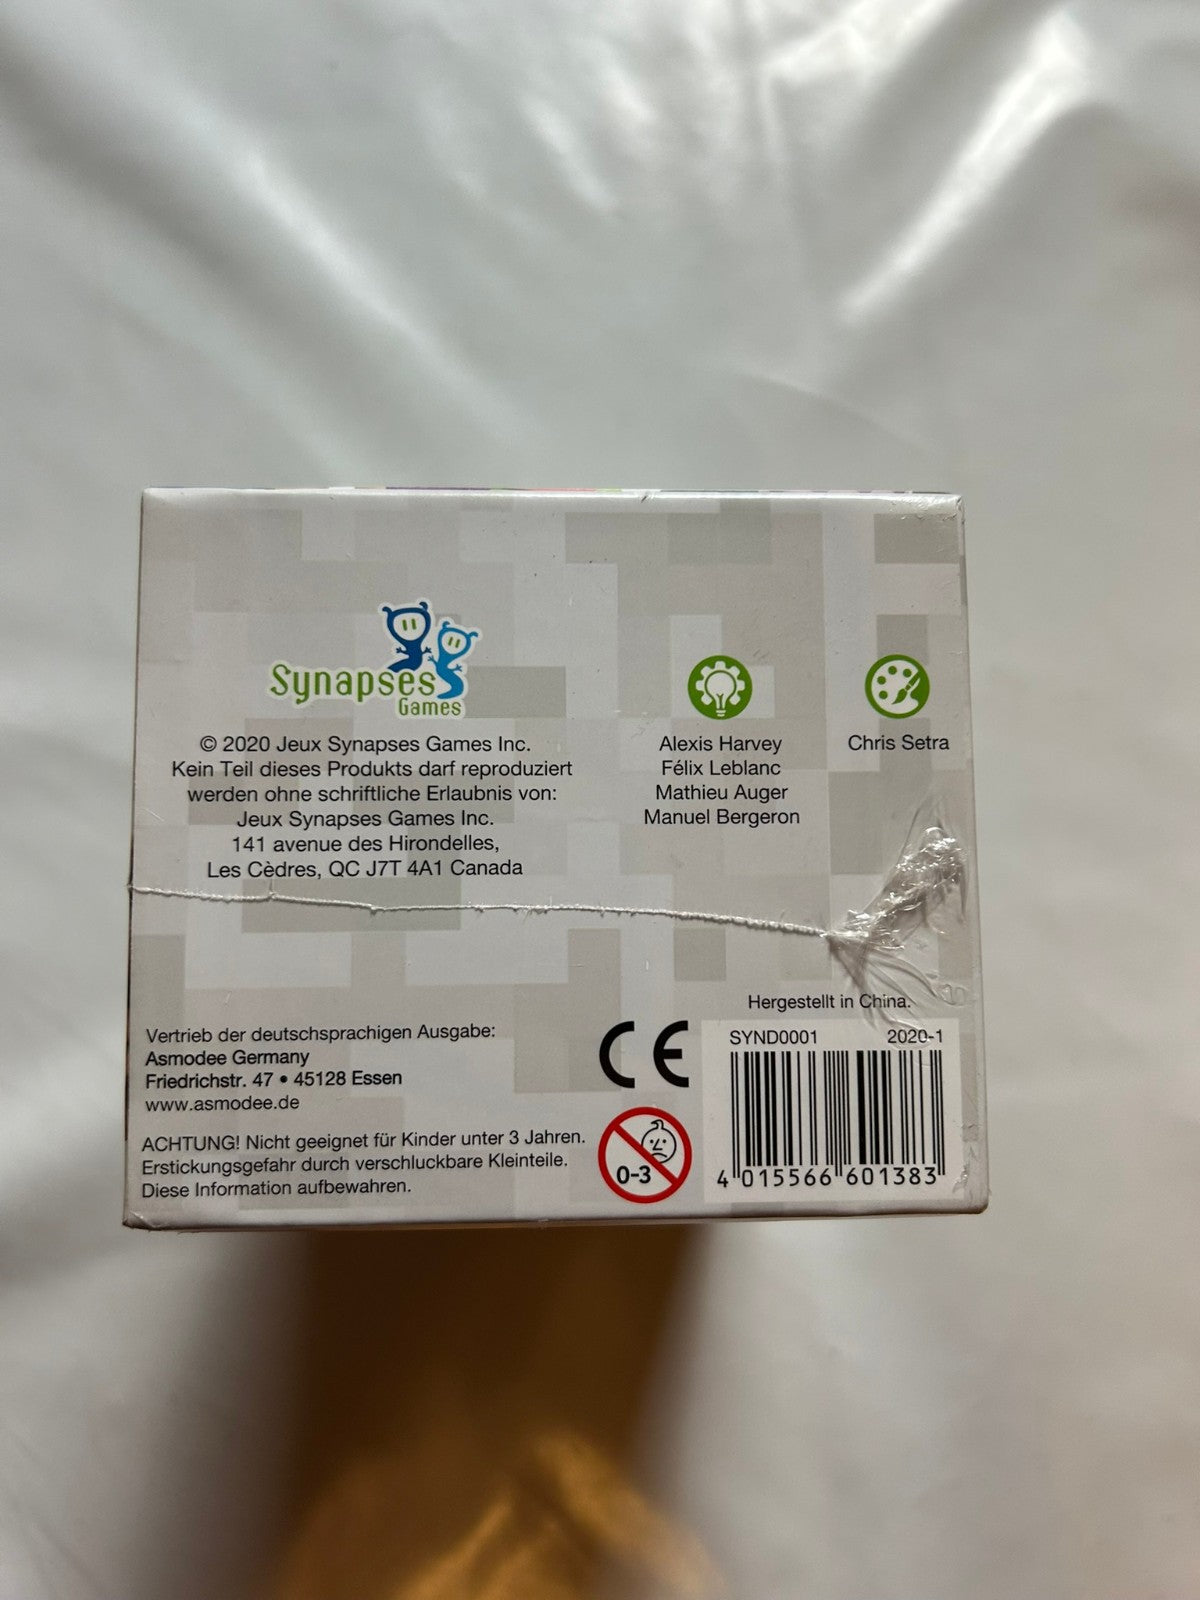 Synapses
Games
© 2020 Jeux Synapses Games Inc.
Kein Teil dieses Produkts darf reproduziert
werden ohne schriftliche Erlaubnis von:
Jeux Synapses Games Inc.
141 avenue des Hirondelles,
Les Cèdres, QC J7T 4A1 Canada
Alexis Harvey
Félix Leblanc
Mathieu Auger
Manuel Bergeron
Chris Setra
Vertrieb der deutschsprachigen Ausgabe:
Asmodee Germany
Friedrichstr. 47 • 45128 Essen
www.asmodee.de
ACHTUNG! Nicht geeignet für Kinder unter 3 Jahren.
Erstickungsgefahr durch verschluckbare Kleinteile.
Diese Information aufbewahren.
CE
0-3
Hergestellt in China.
SYND0001 2020-1
4 015566 601383